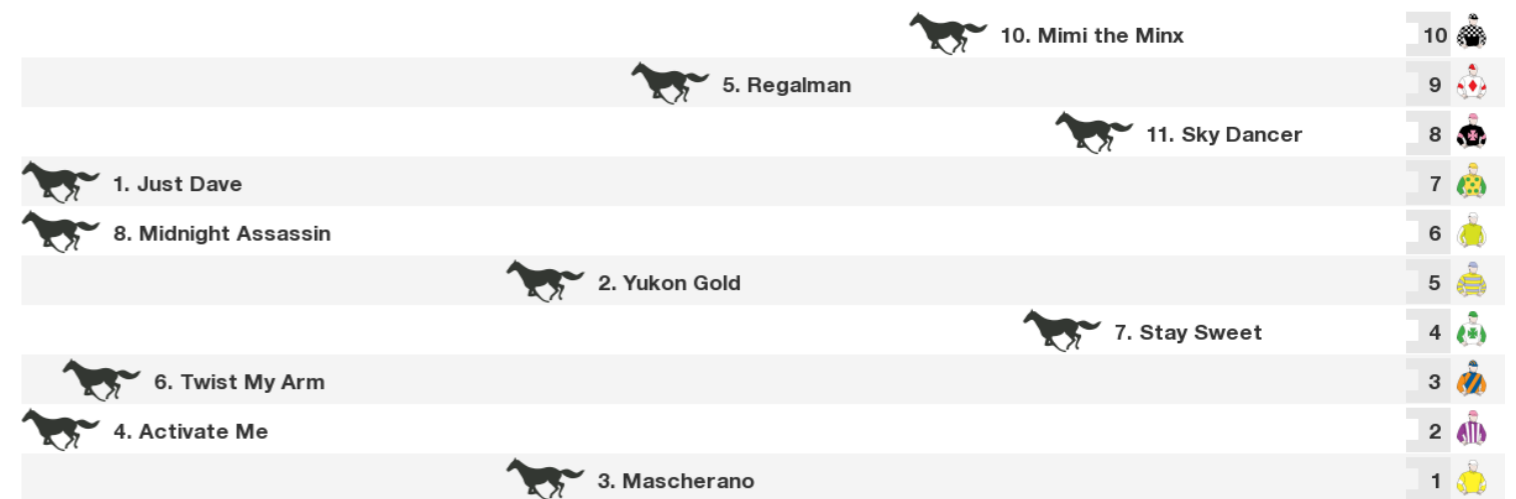 10. Mimi the Minx 10
5. Regalman 9
11. Sky Dancer 8
1. Just Dave 7
8. Midnight Assassin 6
2. Yukon Gold 5
7. Stay Sweet 4
6. Twist My Arm 3
4. Activate Me 2
3. Mascherano 1